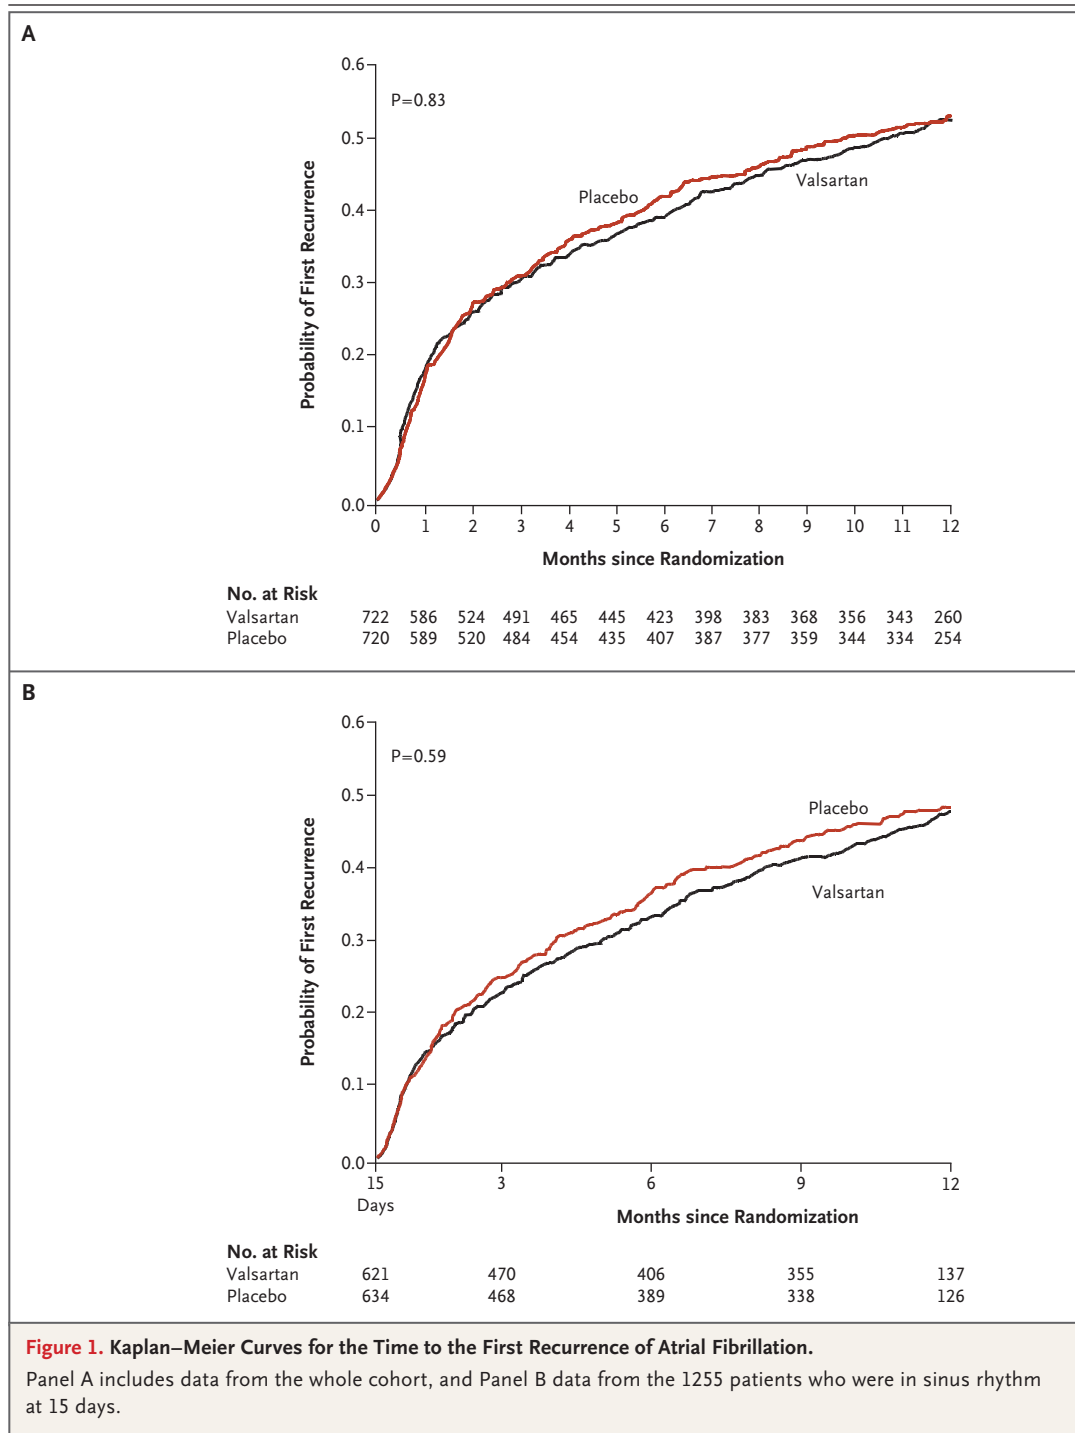 A
0.6
P=0.83
0.5
Valsartan
Placebo
0.4
0.3
0.2
0.1
0.0
Probability of First Recurrence
0 1 2 3 4 5 6 7 8 9 10 11 12
Months since Randomization
No. at Risk
Valsartan 722 586 524 491 465 445 423 398 383 368 356 343 260
Placebo 720 589 520 484 454 435 407 387 377 359 344 334 254
B
0.6
P=0.59
0.5
Placebo
0.4
Valsartan
0.3
0.2
0.1
0.0
Probability of First Recurrence
15 3 6 9 12
Days
Months since Randomization
No. at Risk
Valsartan 621 470 406 355 137
Placebo 634 468 389 338 126
Figure 1. Kaplan–Meier Curves for the Time to the First Recurrence of Atrial Fibrillation.
Panel A includes data from the whole cohort, and Panel B data from the 1255 patients who were in sinus rhythm
at 15 days.